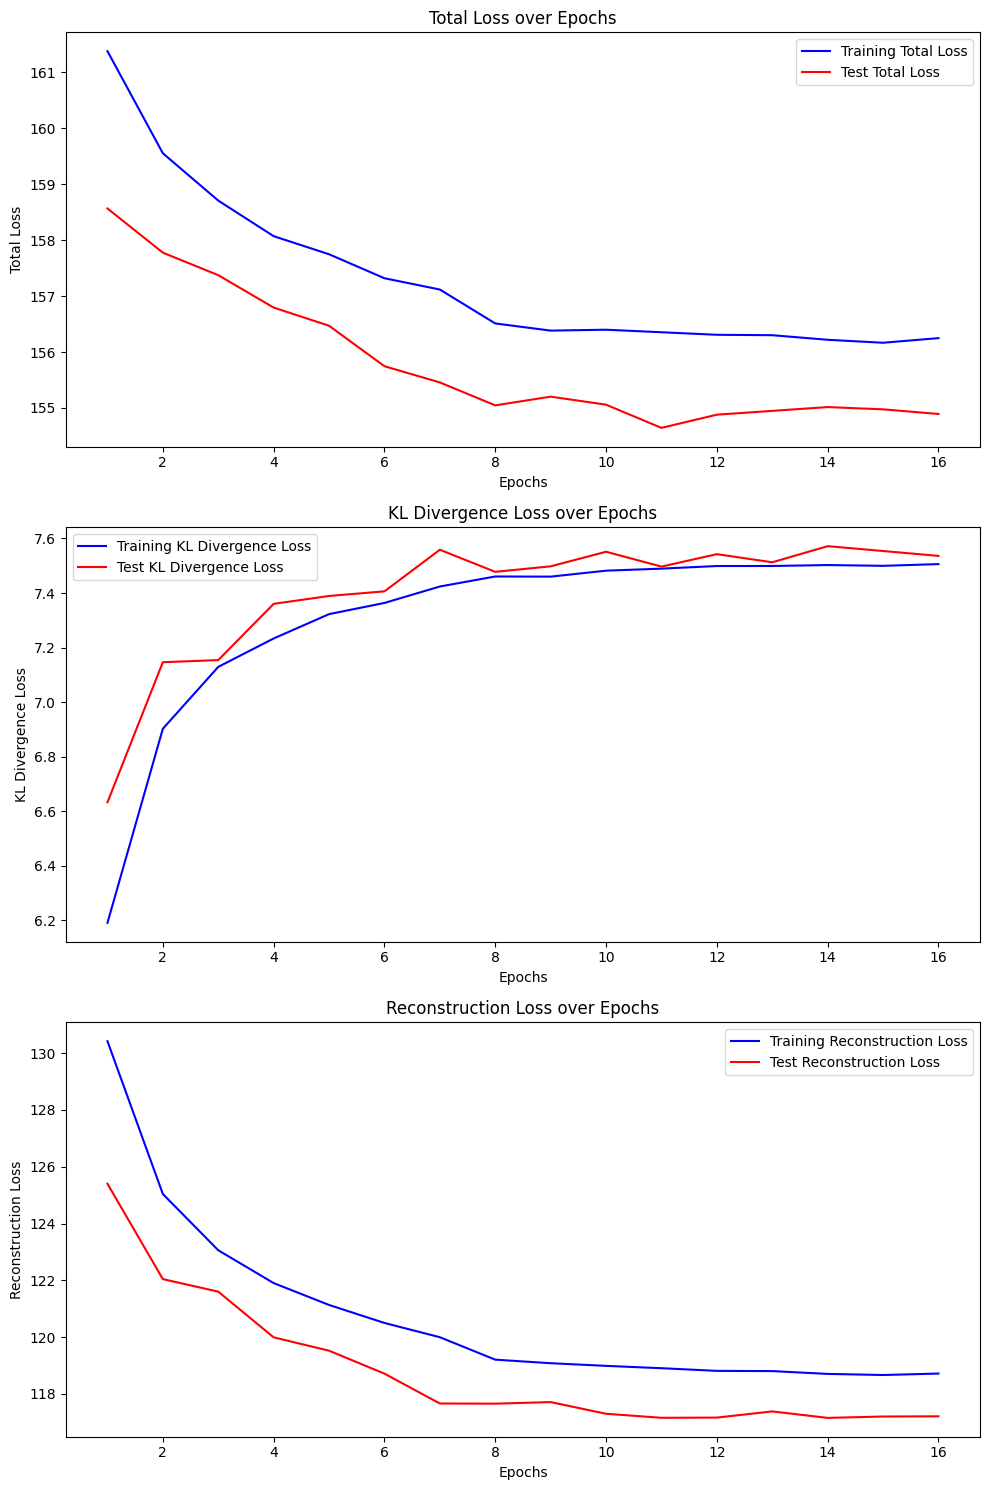 Total Loss over Epochs
Training Total Loss
Test Total Loss
161
160
159
158
157
156
155
Total Loss
2 4 6 8 10 12 14 16
Epochs
KL Divergence Loss over Epochs
Training KL Divergence Loss
Test KL Divergence Loss
7.6
7.4
7.2
7.0
6.8
6.6
6.4
6.2
KL Divergence Loss
2 4 6 8 10 12 14 16
Epochs
Reconstruction Loss over Epochs
Training Reconstruction Loss
Test Reconstruction Loss
130
128
126
124
122
120
118
Reconstruction Loss
2 4 6 8 10 12 14 16
Epochs